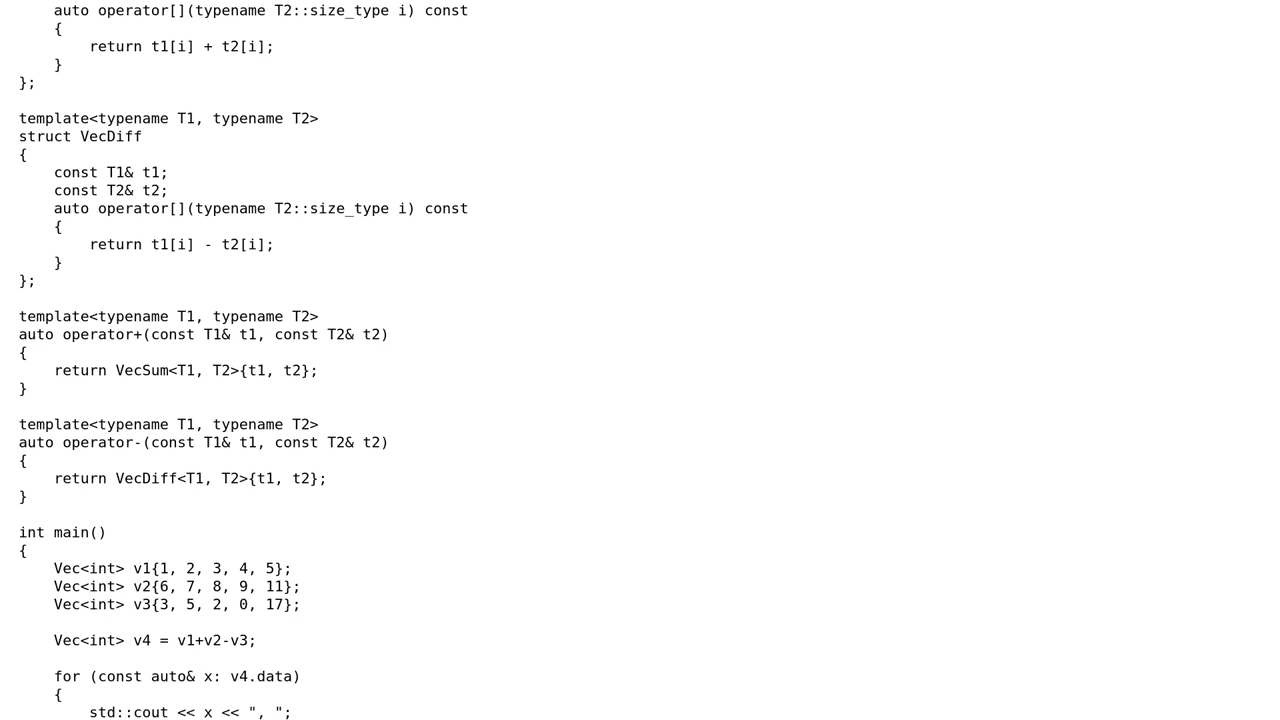 auto operator[](typename T2::size_type i) const
    {
        return t1[i] + t2[i];
    }
};

template<typename T1, typename T2>
struct VecDiff
{
    const T1& t1;
    const T2& t2;
    auto operator[](typename T2::size_type i) const
    {
        return t1[i] - t2[i];
    }
};

template<typename T1, typename T2>
auto operator+(const T1& t1, const T2& t2)
{
    return VecSum<T1, T2>{t1, t2};
}

template<typename T1, typename T2>
auto operator-(const T1& t1, const T2& t2)
{
    return VecDiff<T1, T2>{t1, t2};
}

int main()
{
    Vec<int> v1{1, 2, 3, 4, 5};
    Vec<int> v2{6, 7, 8, 9, 11};
    Vec<int> v3{3, 5, 2, 0, 17};

    Vec<int> v4 = v1+v2-v3;

    for (const auto& x: v4.data)
    {
        std::cout << x << ", ";